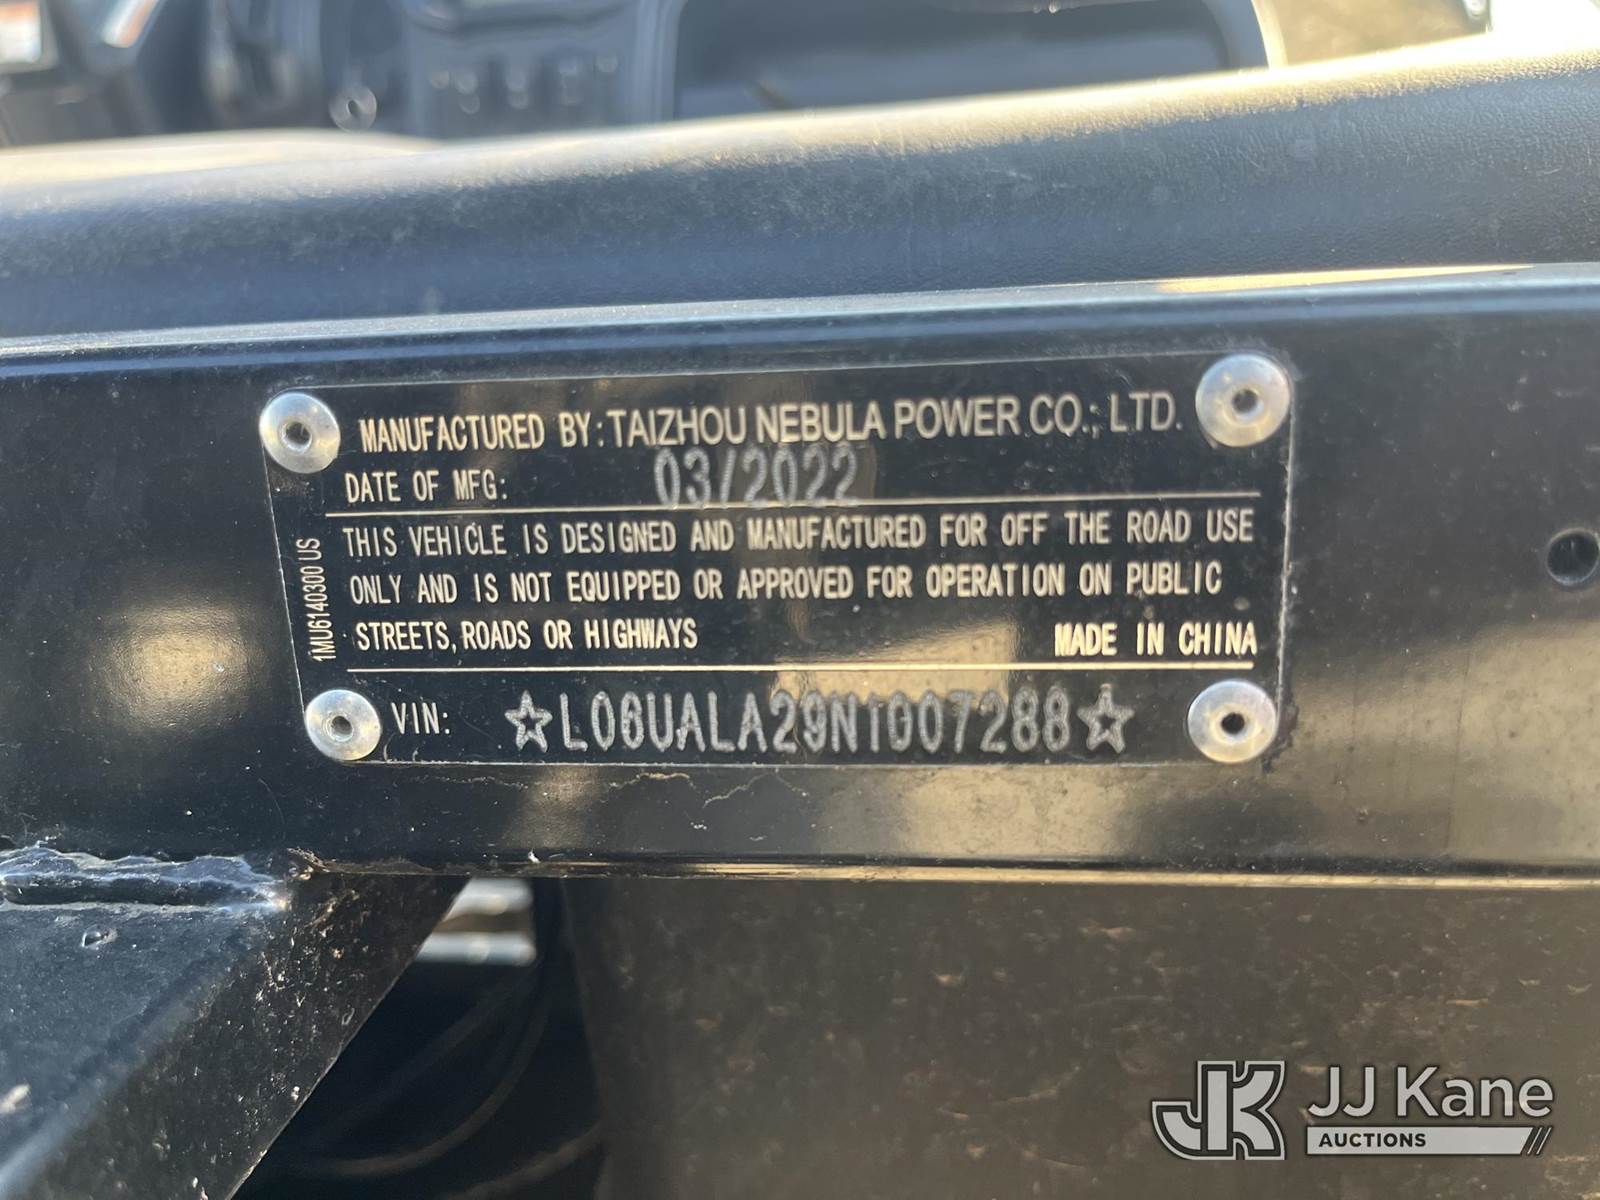 MANUFACTURED BY: TAIZHOU NEBULA POWER CO.; LTD.
DATE OF MFG: 03/2022
THIS VEHICLE IS DESIGNED AND MANUFACTURED FOR OFF THE ROAD USE
ONLY AND IS NOT EQUIPPED OR APPROVED FOR OPERATION ON PUBLIC
STREETS, ROADS OR HIGHWAYS MADE IN CHINA
VIN: ☆L06UALA29N1007288☆
1MU6140300 US
JK JJ Kane
AUCTIONS